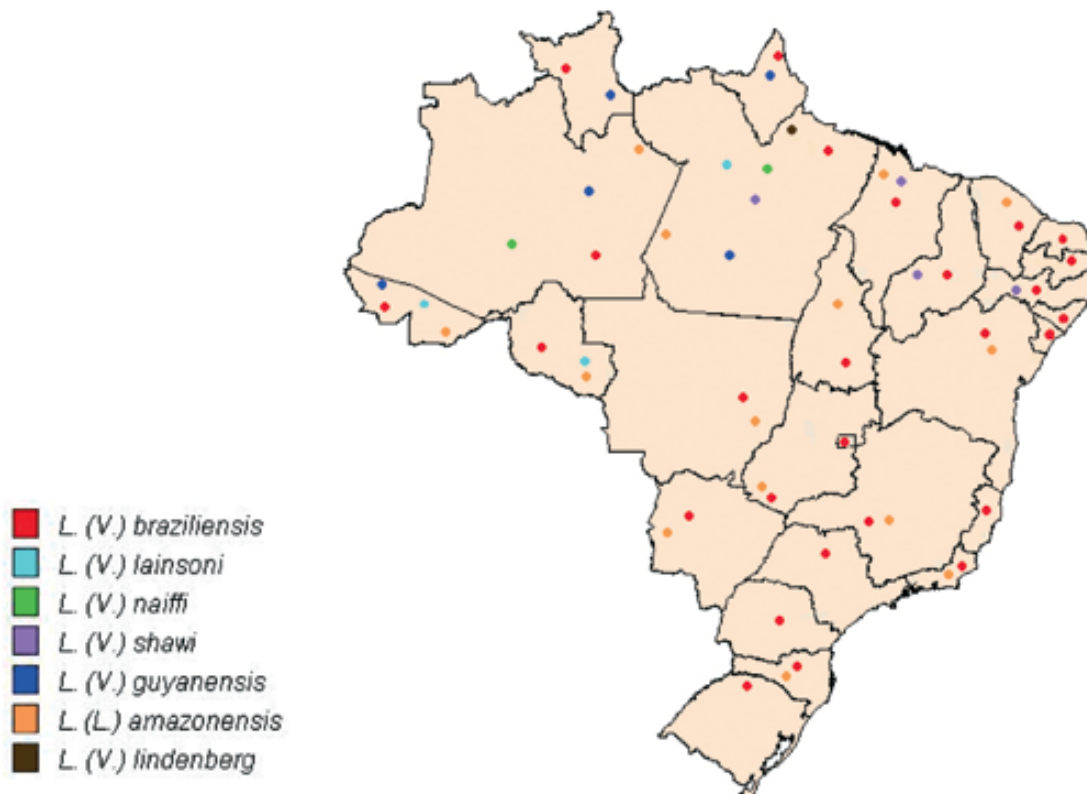 L. (V.) braziliensis
L. (V.) lainsoni
L. (V.) naiffi
L. (V.) shawi
L. (V.) guyanensis
L. (L.) amazonensis
L. (V.) lindenberg